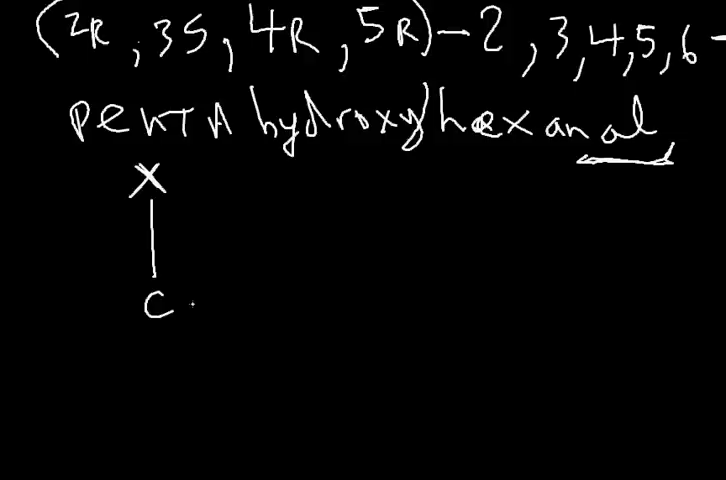 (2R, 3S, 4R, 5R)-2,3,4,5,6-
pentahydroxyhexanal
X
C